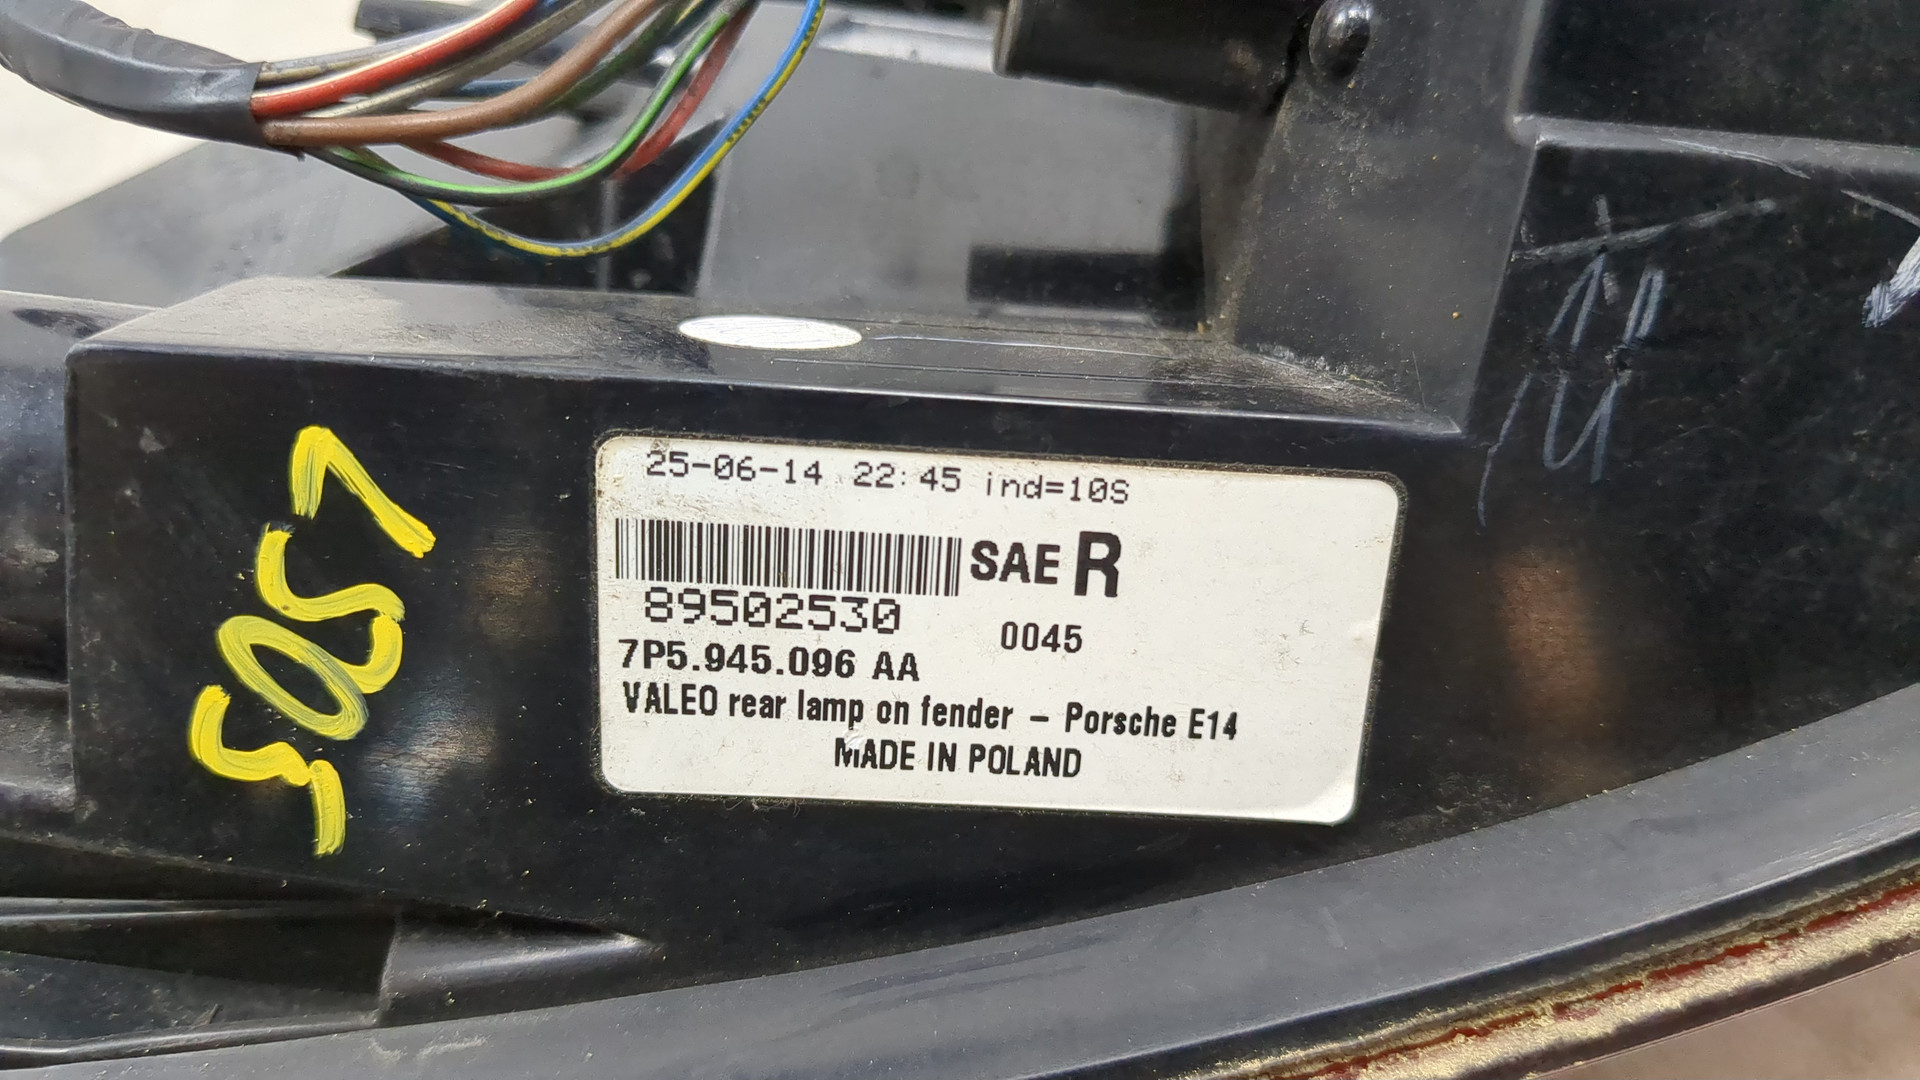 25-06-14 22:45 ind=10S
SAE R
89502530
0045
7P5.945.096 AA
VALEO rear lamp on fender – Porsche E14
MADE IN POLAND
5057